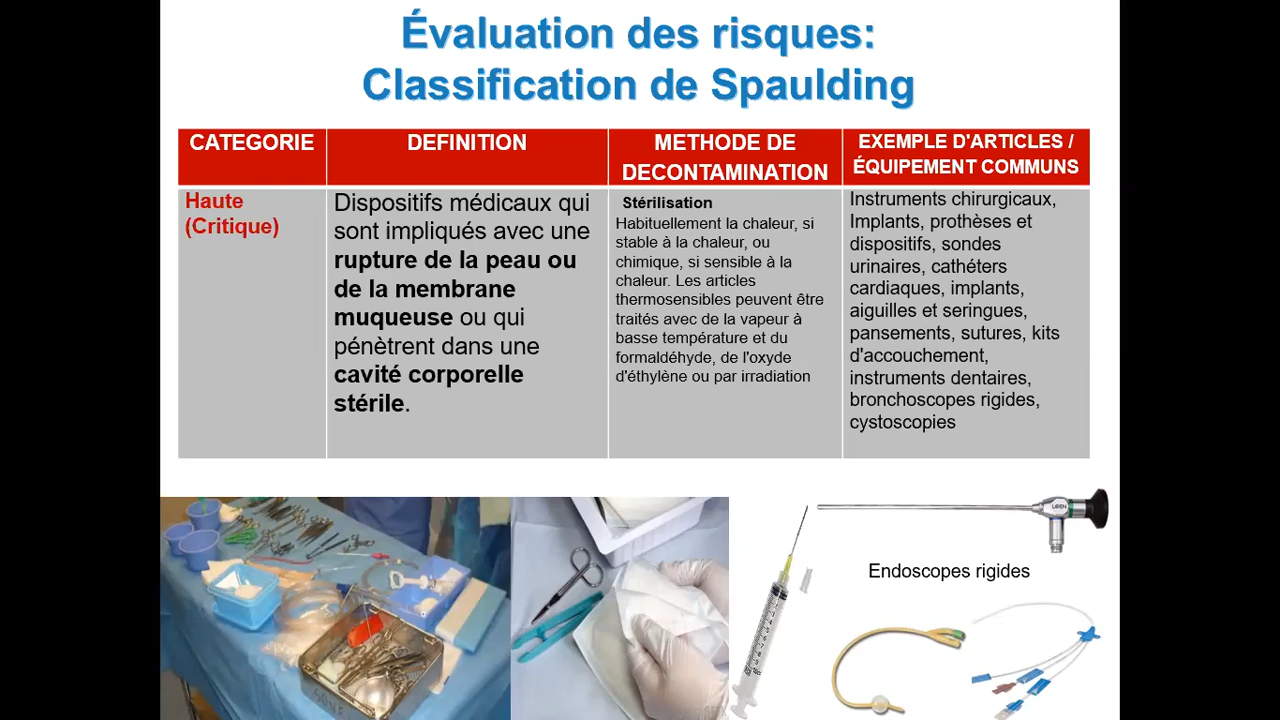 Évaluation des risques:
Classification de Spaulding
CATEGORIE
DEFINITION
METHODE DE
DECONTAMINATION
EXEMPLE D'ARTICLES /
ÉQUIPEMENT COMMUNS
Haute
(Critique)
Dispositifs médicaux qui
sont impliqués avec une
rupture de la peau ou
de la membrane
muqueuse ou qui
pénètrent dans une
cavité corporelle
stérile.
Stérilisation
Habituellement la chaleur, si
stable à la chaleur, ou
chimique, si sensible à la
chaleur. Les articles
thermosensibles peuvent être
traités avec de la vapeur à
basse température et du
formaldéhyde, de l'oxyde
d'éthylène ou par irradiation
Instruments chirurgicaux,
Implants, prothèses et
dispositifs, sondes
urinaires, cathéters
cardiaques, implants,
aiguilles et seringues,
pansements, sutures, kits
d'accouchement,
instruments dentaires,
bronchoscopes rigides,
cystoscopies
Endoscopes rigides